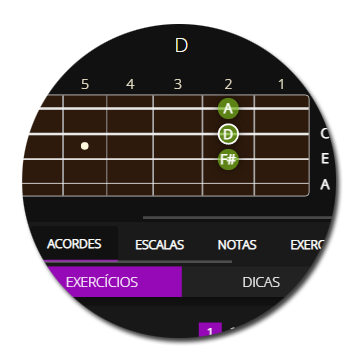 D
5 4 3 2 1
A
D C
F# E
A
ACORDES ESCALAS NOTAS EXERC
EXERCÍCIOS DICAS
1